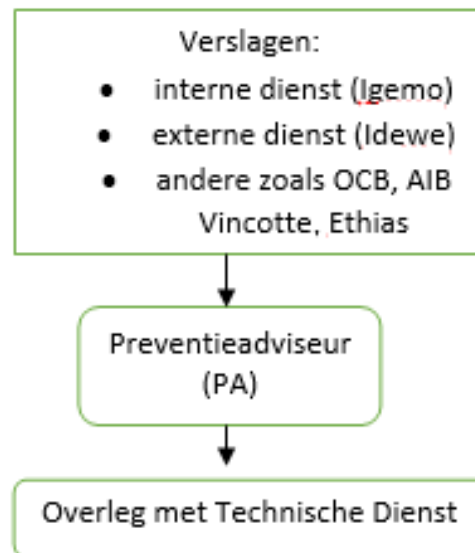 Verslagen:
• interne dienst (Igemo)
• externe dienst (Idewe)
• andere zoals OCB, AIB
Vincotte, Ethias
Preventieadviseur
(PA)
Overleg met Technische Dienst